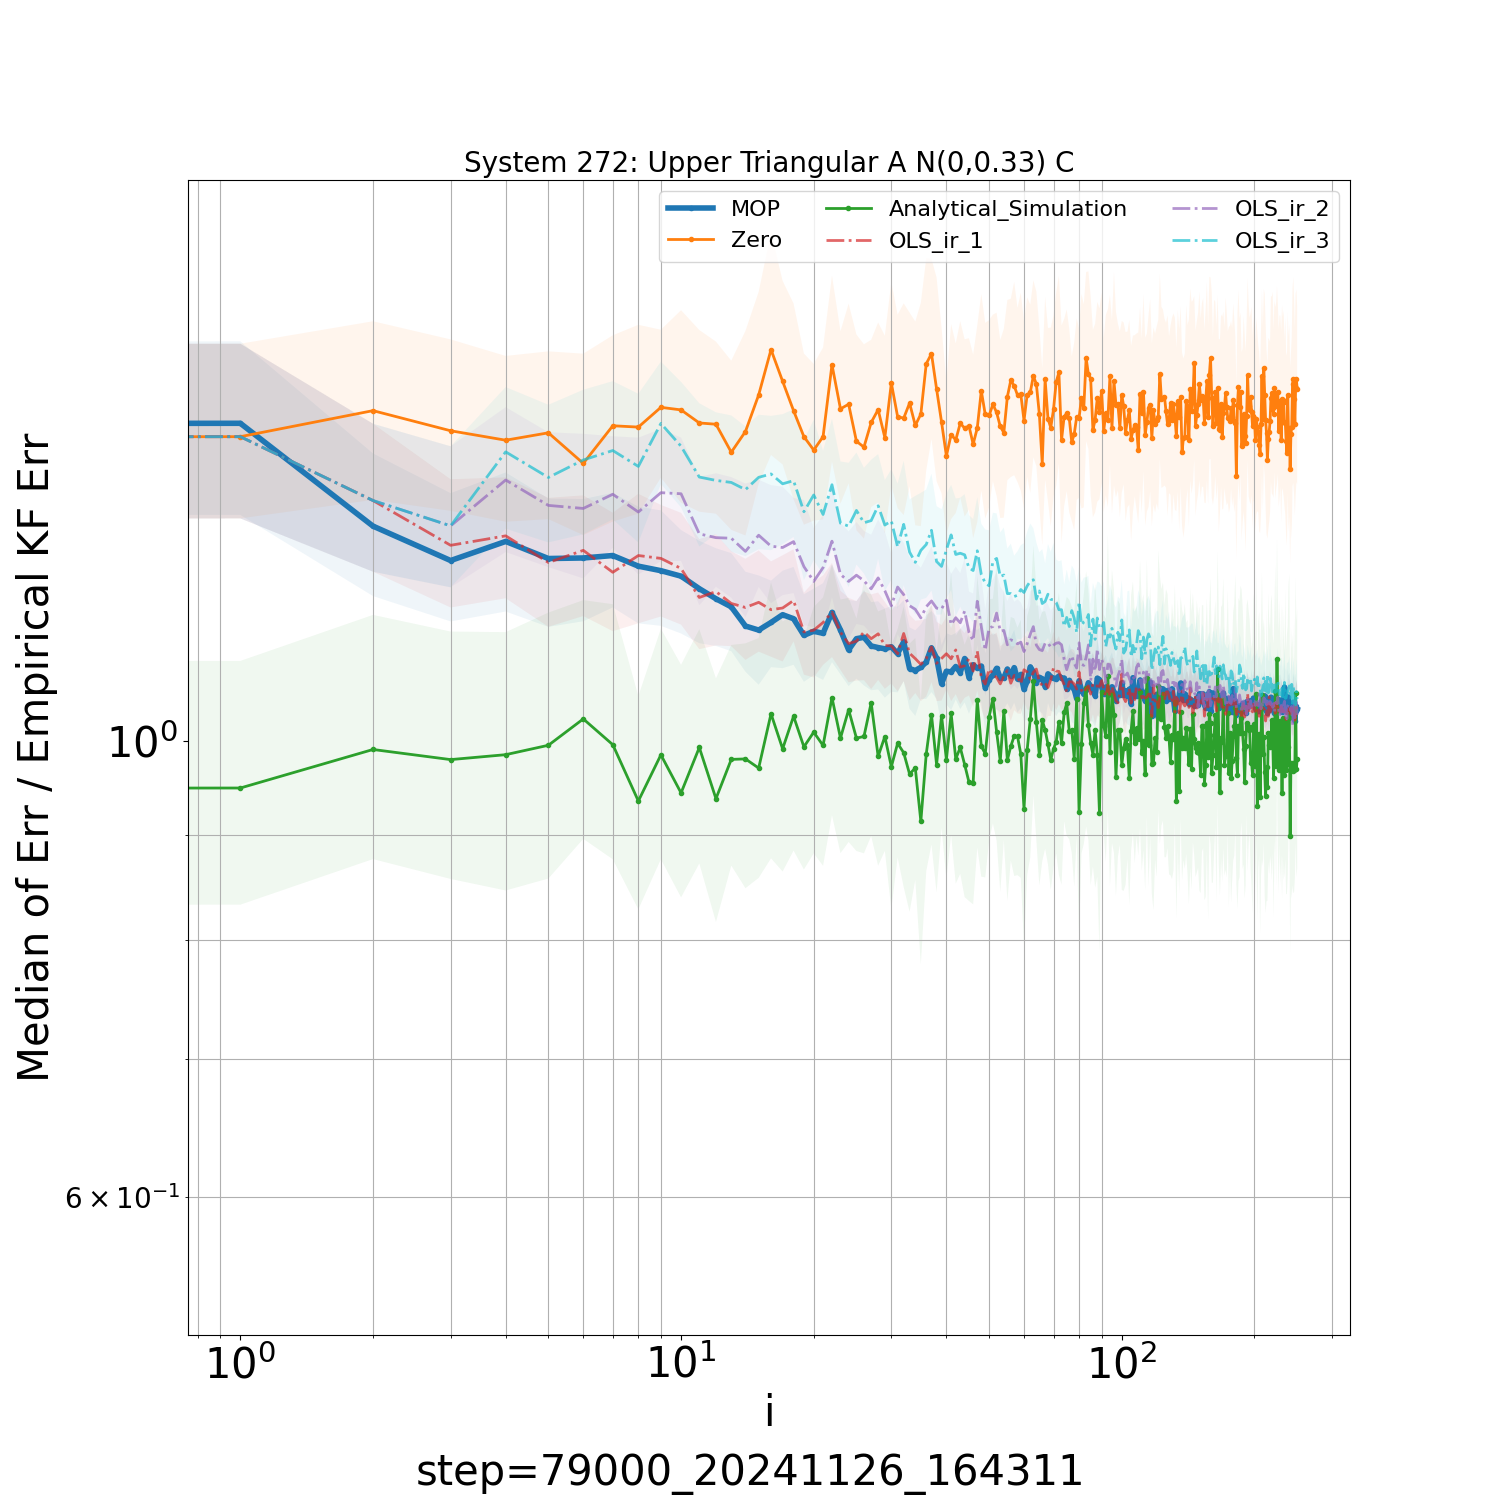 System 272: Upper Triangular A N(0,0.33) C
MOP
Zero
Analytical_Simulation
OLS_ir_1
OLS_ir_2
OLS_ir_3
Median of Err / Empirical KF Err
10⁰
6 × 10⁻¹
10⁰ 10¹ 10²
i
step=79000_20241126_164311